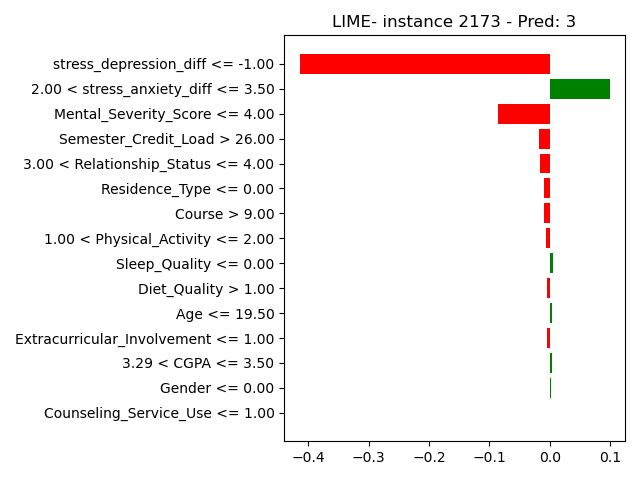 LIME- instance 2173 - Pred: 3
stress_depression_diff <= -1.00
2.00 < stress_anxiety_diff <= 3.50
Mental_Severity_Score <= 4.00
Semester_Credit_Load > 26.00
3.00 < Relationship_Status <= 4.00
Residence_Type <= 0.00
Course > 9.00
1.00 < Physical_Activity <= 2.00
Sleep_Quality <= 0.00
Diet_Quality > 1.00
Age <= 19.50
Extracurricular_Involvement <= 1.00
3.29 < CGPA <= 3.50
Gender <= 0.00
Counseling_Service_Use <= 1.00
−0.4 −0.3 −0.2 −0.1 0.0 0.1